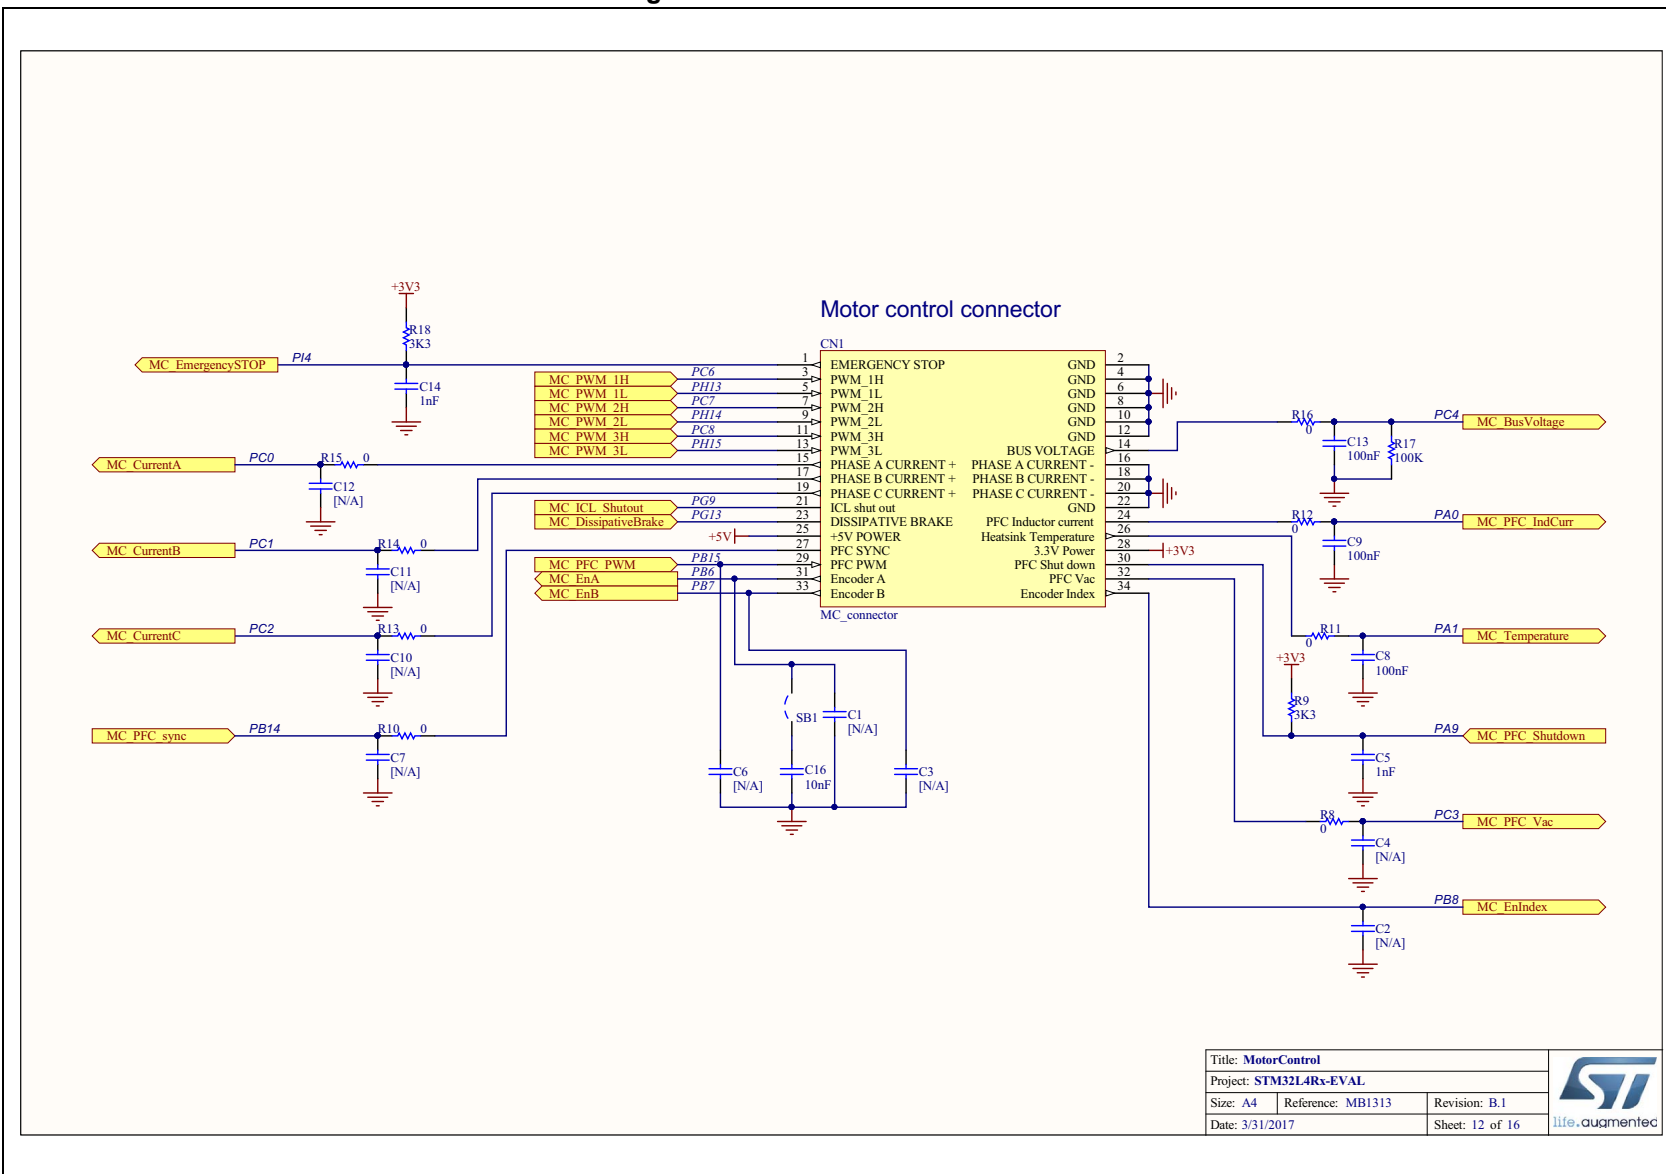 Motor control connector
+3V3
R18
3K3
MC_EmergencySTOP
PI4
C14
1nF
CN1
1 EMERGENCY STOP GND 2
MC_PWM_1H PC6 3 PWM_1H GND 4
MC_PWM_1L PH13 5 PWM_1L GND 6
MC_PWM_2H PC7 7 PWM_2H GND 8
MC_PWM_2L PH14 9 PWM_2L GND 10
MC_PWM_3H PC8 11 PWM_3H GND 12
MC_PWM_3L PH15 13 PWM_3L BUS VOLTAGE 14
15 PHASE A CURRENT + PHASE A CURRENT - 16
17 PHASE B CURRENT + PHASE B CURRENT - 18
19 PHASE C CURRENT + PHASE C CURRENT - 20
MC_ICL_Shutout PG9 21 ICL shut out GND 22
MC_DissipativeBrake PG13 23 DISSIPATIVE BRAKE PFC Inductor current 24
+5V 25 +5V POWER Heatsink Temperature 26
27 PFC SYNC 3.3V Power 28 +3V3
MC_PFC_PWM PB15 29 PFC PWM PFC Shut down 30
MC_EnA PB6 31 Encoder A PFC Vac 32
MC_EnB PB7 33 Encoder B Encoder Index 34
MC_connector
MC_CurrentA PC0 R15 0
C12
[N/A]
MC_CurrentB PC1 R14 0
C11
[N/A]
MC_CurrentC PC2 R13 0
C10
[N/A]
MC_PFC_sync PB14 R10 0
C7
[N/A]
SB1
C1
[N/A]
C6
[N/A]
C16
10nF
C3
[N/A]
R16
0
PC4 MC_BusVoltage
C13
100nF
R17
100K
R12
0
PA0 MC_PFC_IndCurr
C9
100nF
R11
0
PA1 MC_Temperature
C8
100nF
+3V3
R9
3K3
PA9 MC_PFC_Shutdown
C5
1nF
R8
0
PC3 MC_PFC_Vac
C4
[N/A]
PB8 MC_EnIndex
C2
[N/A]
Title: MotorControl
Project: STM32L4Rx-EVAL
Size: A4 Reference: MB1313 Revision: B.1
Date: 3/31/2017 Sheet: 12 of 16
ST
life.augmented